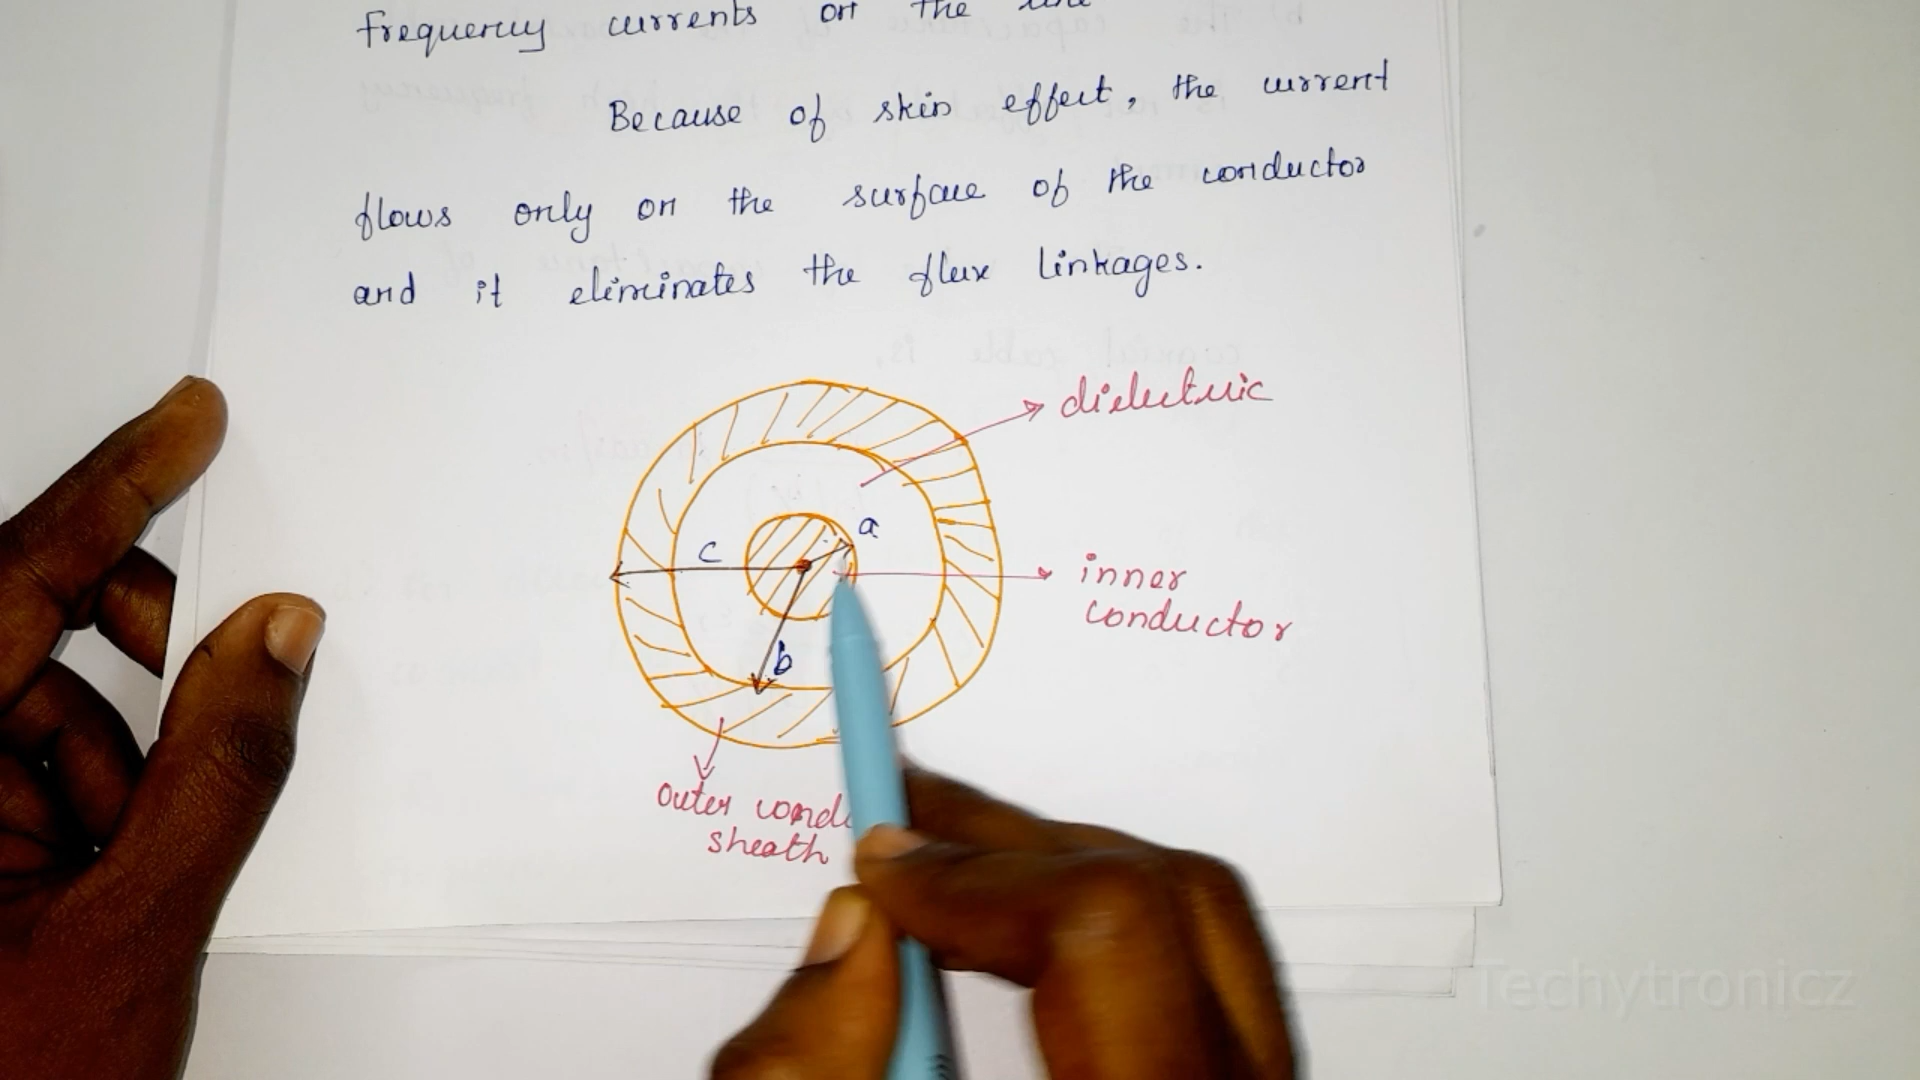 frequency currents on the line
Because of skin effect, the current
flows only on the surface of the conductor
and it eliminates the flux linkages.
dielectric
a
c
inner
conductor
b
outer
sheath
Techytronicz